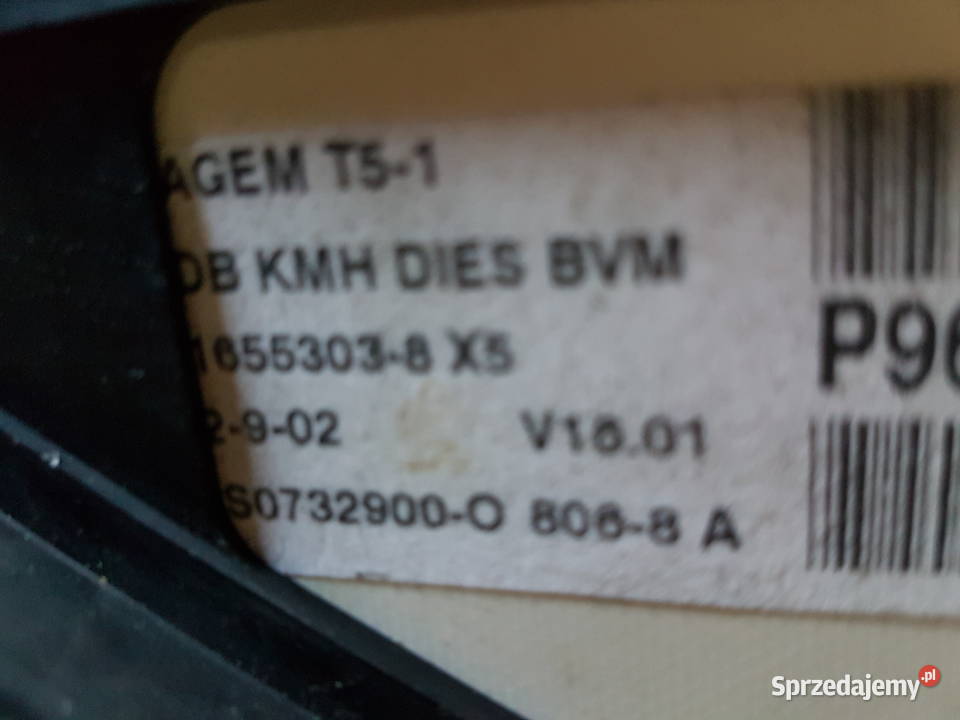 AGEM T5-1
DB KMH DIES BVM
1655303-8 X5
2-9-02 V16.01
S0732900-O 806-8 A
P96
Sprzedajemy.pl